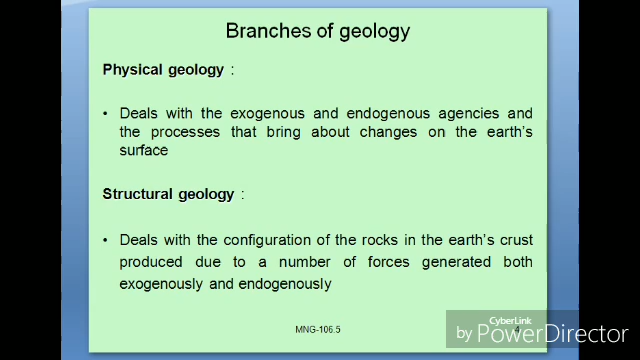 Branches of geology
Physical geology :
• Deals with the exogenous and endogenous agencies and
the processes that bring about changes on the earth's
surface
Structural geology :
• Deals with the configuration of the rocks in the earth's crust
produced due to a number of forces generated both
exogenously and endogenously
MNG-106.5
CyberLink
by PowerDirector